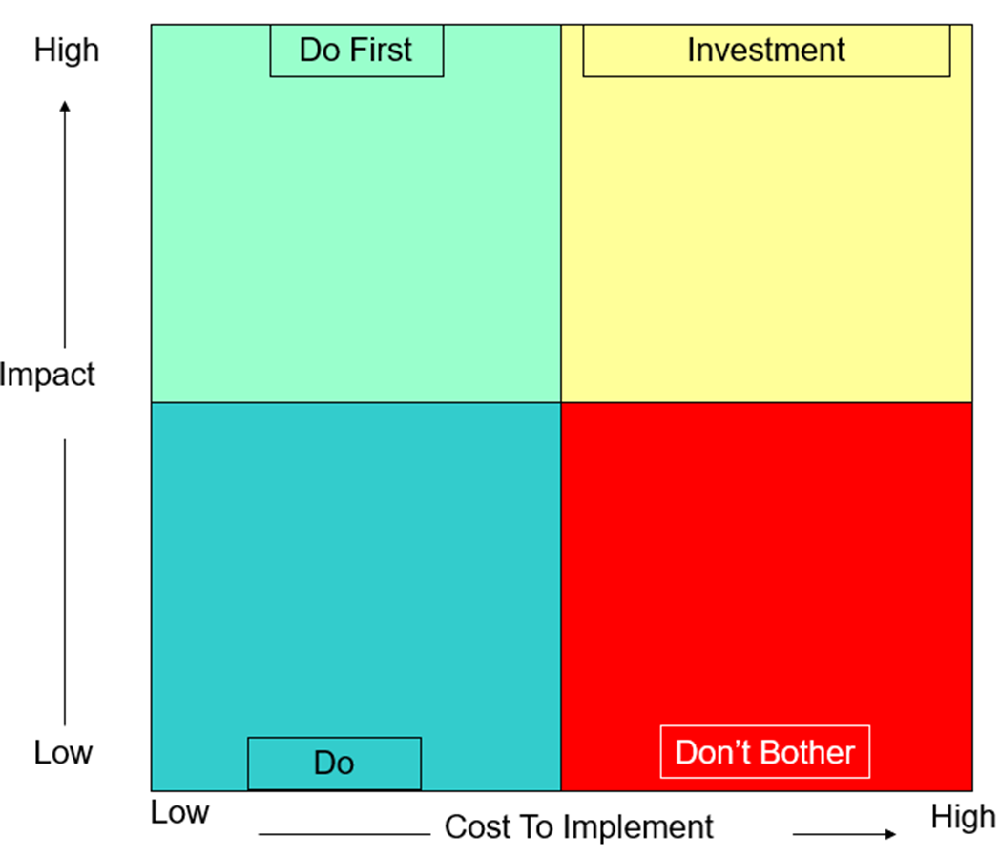 High
Do First
Investment
Impact
Low
Do
Don’t Bother
Low
Cost To Implement
High